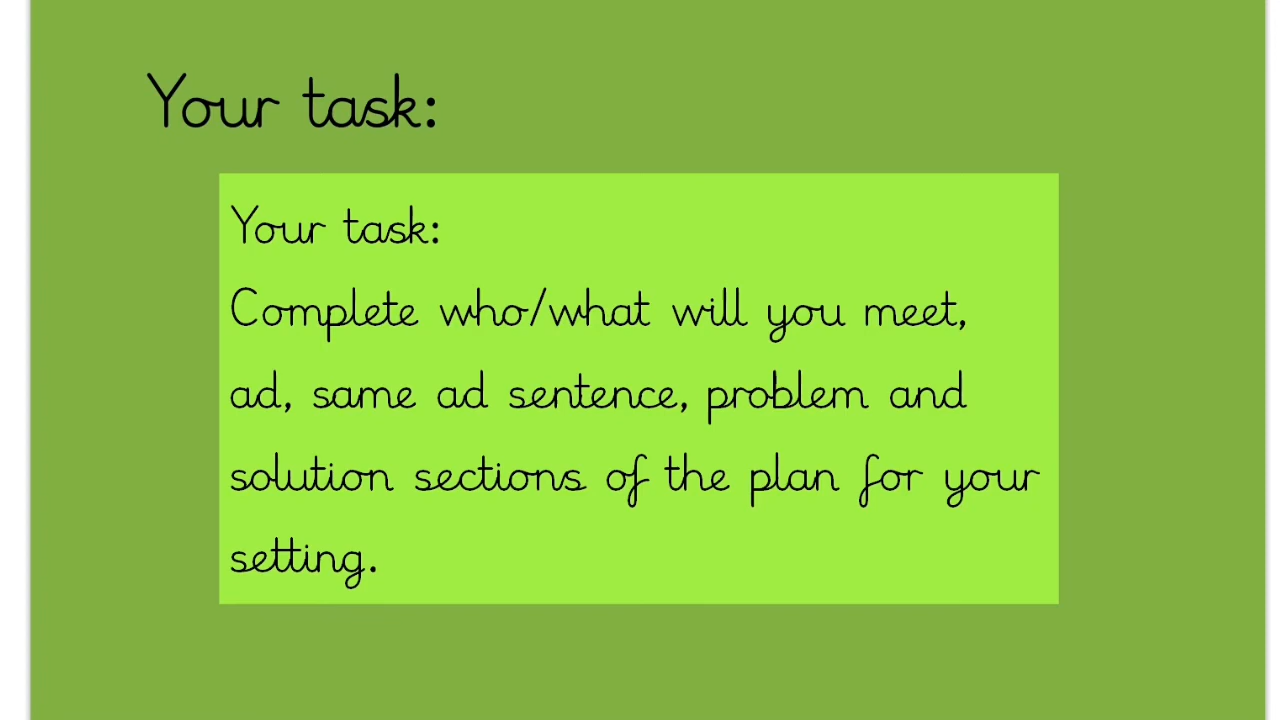 Your task:
Your task:
Complete who/what will you meet,
ad, same ad sentence, problem and
solution sections of the plan for your
setting.